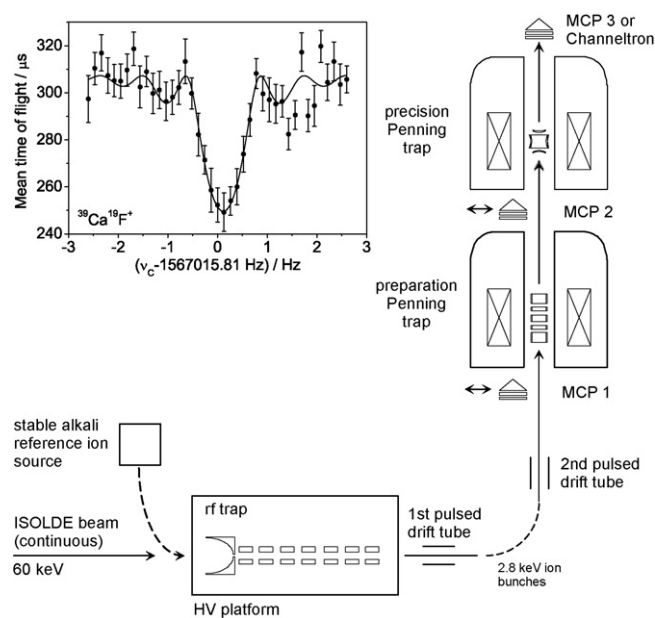 320
300
280
260
240
Mean time of flight / μs
³⁹Ca¹⁹F⁺
-3
-2
-1
0
1
2
3
(νC-1567015.81 Hz) / Hz
MCP 3 or
Channeltron
precision
Penning
trap
MCP 2
preparation
Penning
trap
MCP 1
stable alkali
reference ion
source
2nd pulsed
drift tube
ISOLDE beam
(continuous)
60 keV
rf trap
1st pulsed
drift tube
2.8 keV ion
bunches
HV platform